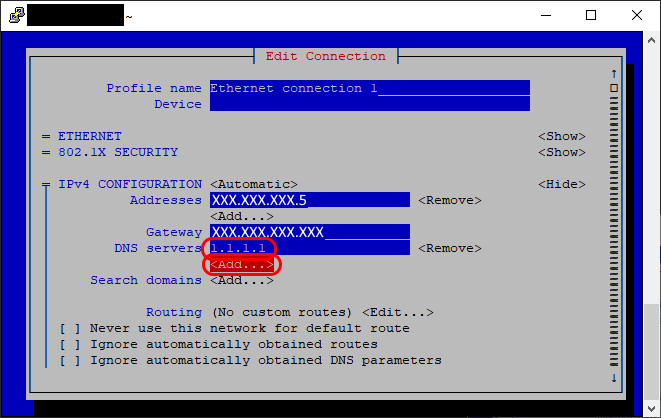 ~
Edit Connection
Profile name Ethernet connection 1
Device
ETHERNET <Show>
802.1X SECURITY <Show>
IPv4 CONFIGURATION <Automatic> <Hide>
Addresses XXX.XXX.XXX.5 <Remove>
<Add...>
Gateway XXX.XXX.XXX.XXX
DNS servers 1.1.1.1 <Remove>
<Add...>
Search domains <Add...>
Routing (No custom routes) <Edit...>
[ ] Never use this network for default route
[ ] Ignore automatically obtained routes
[ ] Ignore automatically obtained DNS parameters